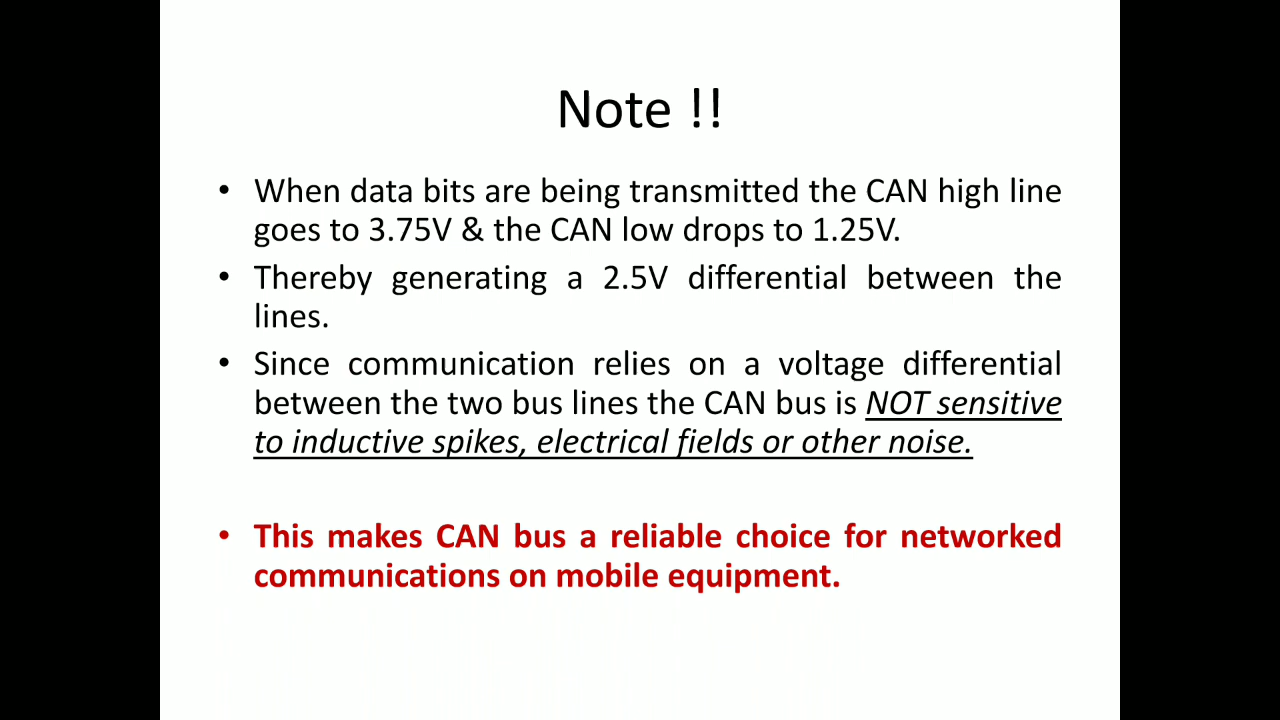 Note !!
• When data bits are being transmitted the CAN high line
goes to 3.75V & the CAN low drops to 1.25V.
• Thereby generating a 2.5V differential between the
lines.
• Since communication relies on a voltage differential
between the two bus lines the CAN bus is NOT sensitive
to inductive spikes, electrical fields or other noise.
• This makes CAN bus a reliable choice for networked
communications on mobile equipment.